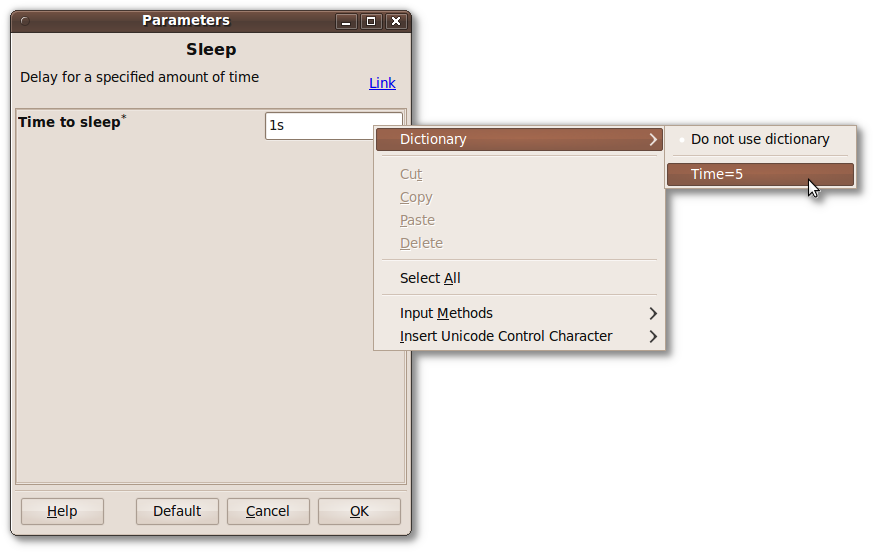 Parameters
Sleep
Delay for a specified amount of time
Link
Time to sleep*
1s
Dictionary
Do not use dictionary
Time=5
Cut
Copy
Paste
Delete
Select All
Input Methods
Insert Unicode Control Character
Help Default Cancel OK